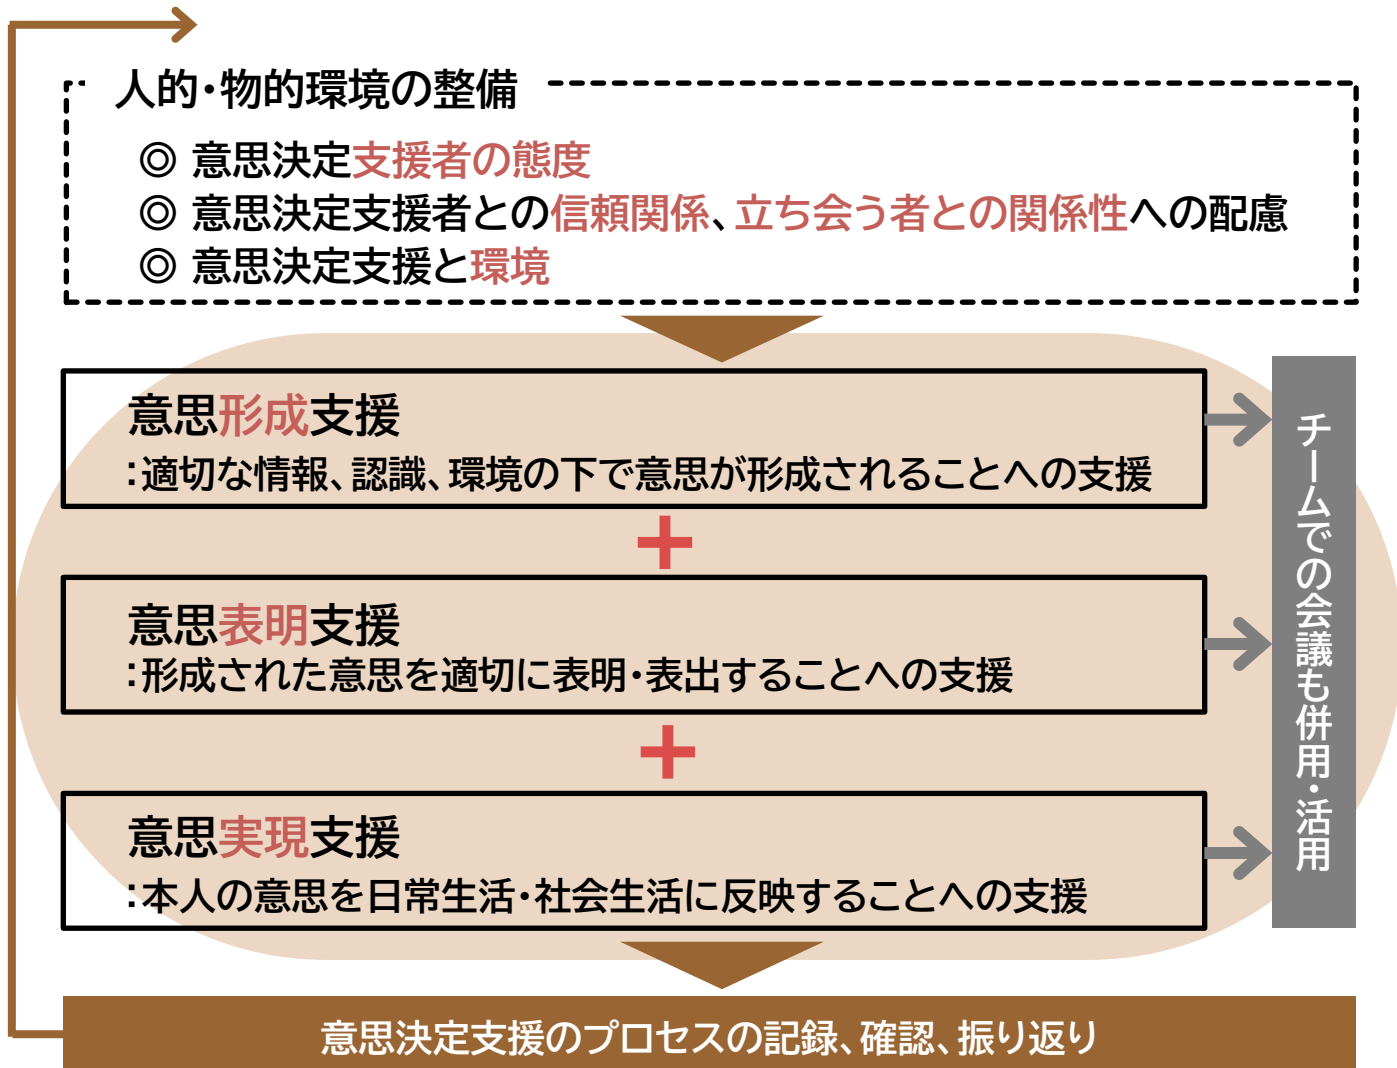 人的・物的環境の整備
◎ 意思決定支援者の態度
◎ 意思決定支援者との信頼関係、立ち会う者との関係性への配慮
◎ 意思決定支援と環境
意思形成支援
：適切な情報、認識、環境の下で意思が形成されることへの支援
+
意思表明支援
：形成された意思を適切に表明・表出することへの支援
+
意思実現支援
：本人の意思を日常生活・社会生活に反映することへの支援
チームでの会議も併用・活用
意思決定支援のプロセスの記録、確認、振り返り